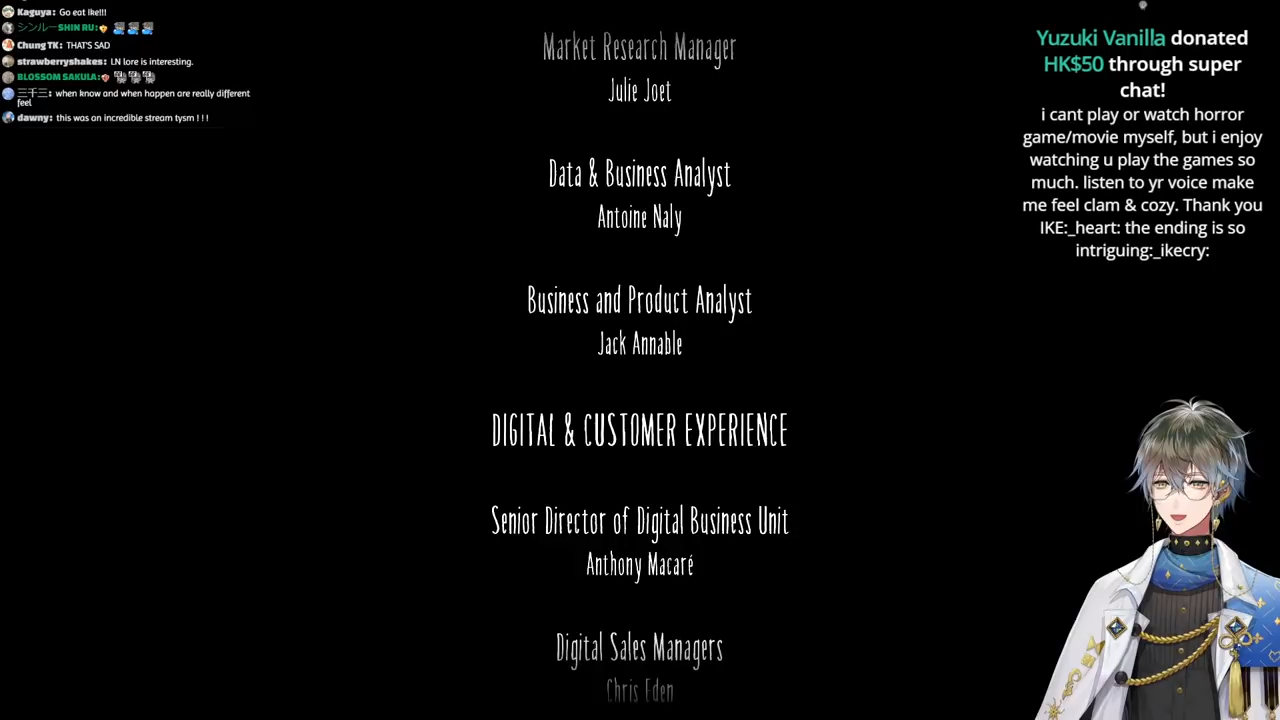 Kaguya: Go eat Ike!!!
シンルーSHIN RU:
Chung TK: THAT'S SAD
strawberryshakes: LN lore is interesting.
BLOSSOM SAKULA:
三千三: when know and when happen are really different
feel
dawny: this was an incredible stream tysm ! ! !
Market Research Manager
Julie Joet
Data & Business Analyst
Antoine Naly
Business and Product Analyst
Jack Annable
DIGITAL & CUSTOMER EXPERIENCE
Senior Director of Digital Business Unit
Anthony Macaré
Digital Sales Managers
Chris Eden
Yuzuki Vanilla donated
HK$50 through super
chat!
i cant play or watch horror
game/movie myself, but i enjoy
watching u play the games so
much. listen to yr voice make
me feel clam & cozy. Thank you
IKE:_heart: the ending is so
intriguing:_ikecry: